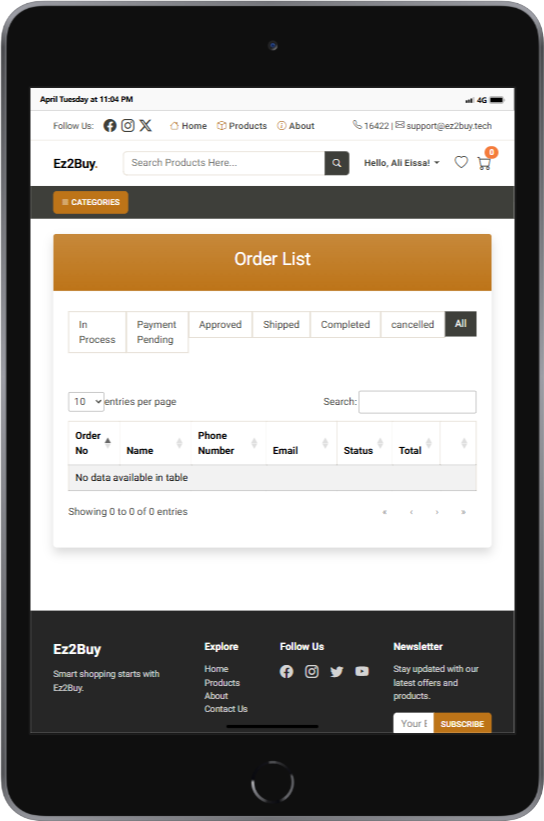 April Tuesday at 11:04 PM
4G
Follow Us:
Home
Products
About
16422 | support@ez2buy.tech
Ez2Buy.
Search Products Here...
Hello, Ali Eissa!
0
CATEGORIES
Order List
In
Process
Payment
Pending
Approved
Shipped
Completed
cancelled
All
10
entries per page
Search:
Order
No
Name
Phone
Number
Email
Status
Total
No data available in table
Showing 0 to 0 of 0 entries
« ‹ › »
Ez2Buy
Smart shopping starts with
Ez2Buy.
Explore
Home
Products
About
Contact Us
Follow Us
Newsletter
Stay updated with our
latest offers and
products.
Your E
SUBSCRIBE